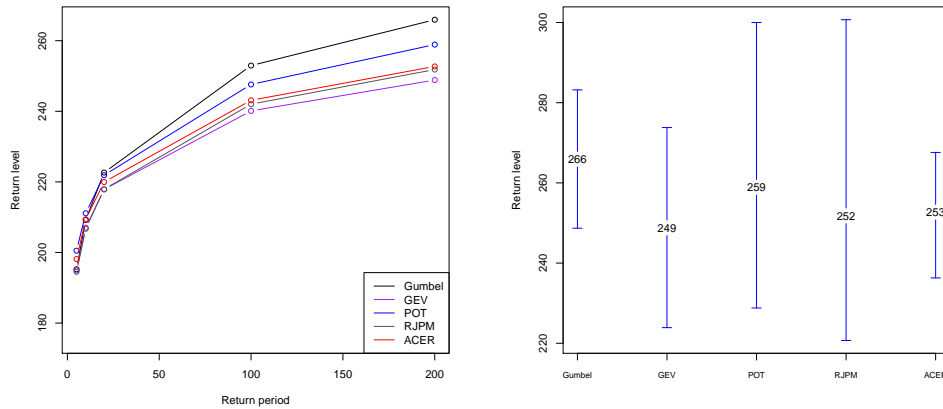 Return level
180
200
220
240
260
0
50
100
150
200
Return period
Gumbel
GEV
POT
RJPM
ACER
Return level
220
240
260
280
300
266
249
259
252
253
Gumbel
GEV
POT
RJPM
ACER